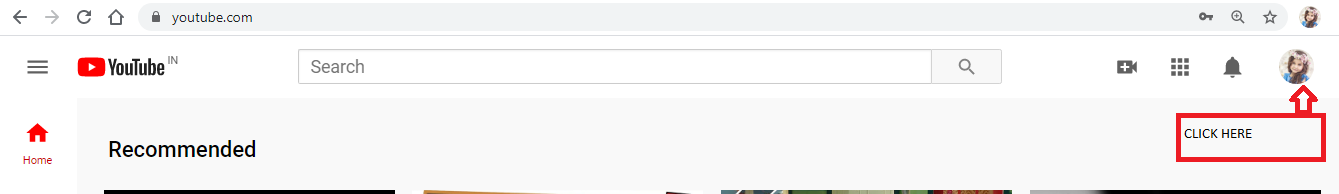 youtube.com
YouTube IN
Search
CLICK HERE
Home
Recommended